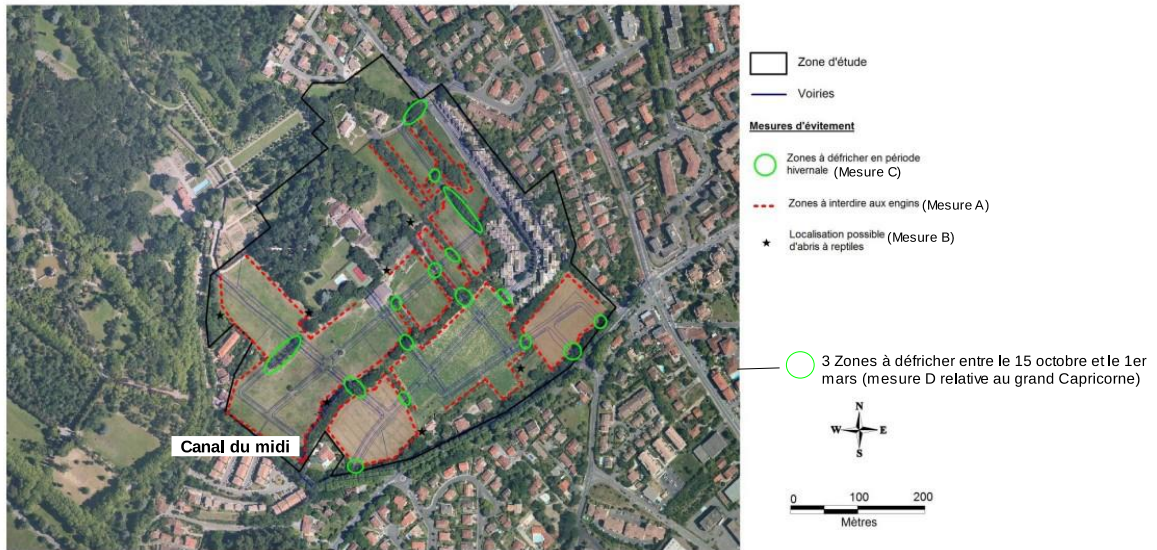 Zone d'étude
Voiries
Mesures d'évitement
Zones à défricher en période
hivernale (Mesure C)
Zones à interdire aux engins (Mesure A)
Localisation possible (Mesure B)
d'abris à reptiles
3 Zones à défricher entre le 15 octobre et le 1er
mars (mesure D relative au grand Capricorne)
Canal du midi
N
W E
S
0 100 200
Mètres